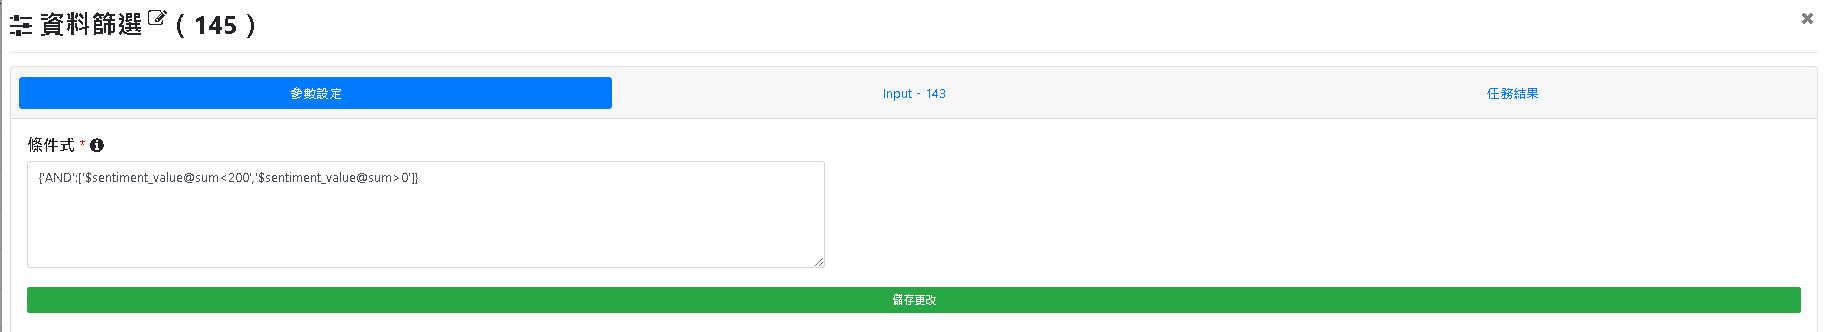 資料篩選 ( 145 )
參數設定 Input - 143 任務結果
條件式 *
{'AND':['$sentiment_value@sum<200','$sentiment_value@sum>0']}
儲存更改